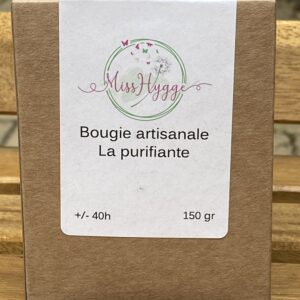 MissHygge
Bougie artisanale
La purifiante
+/- 40h 150 gr